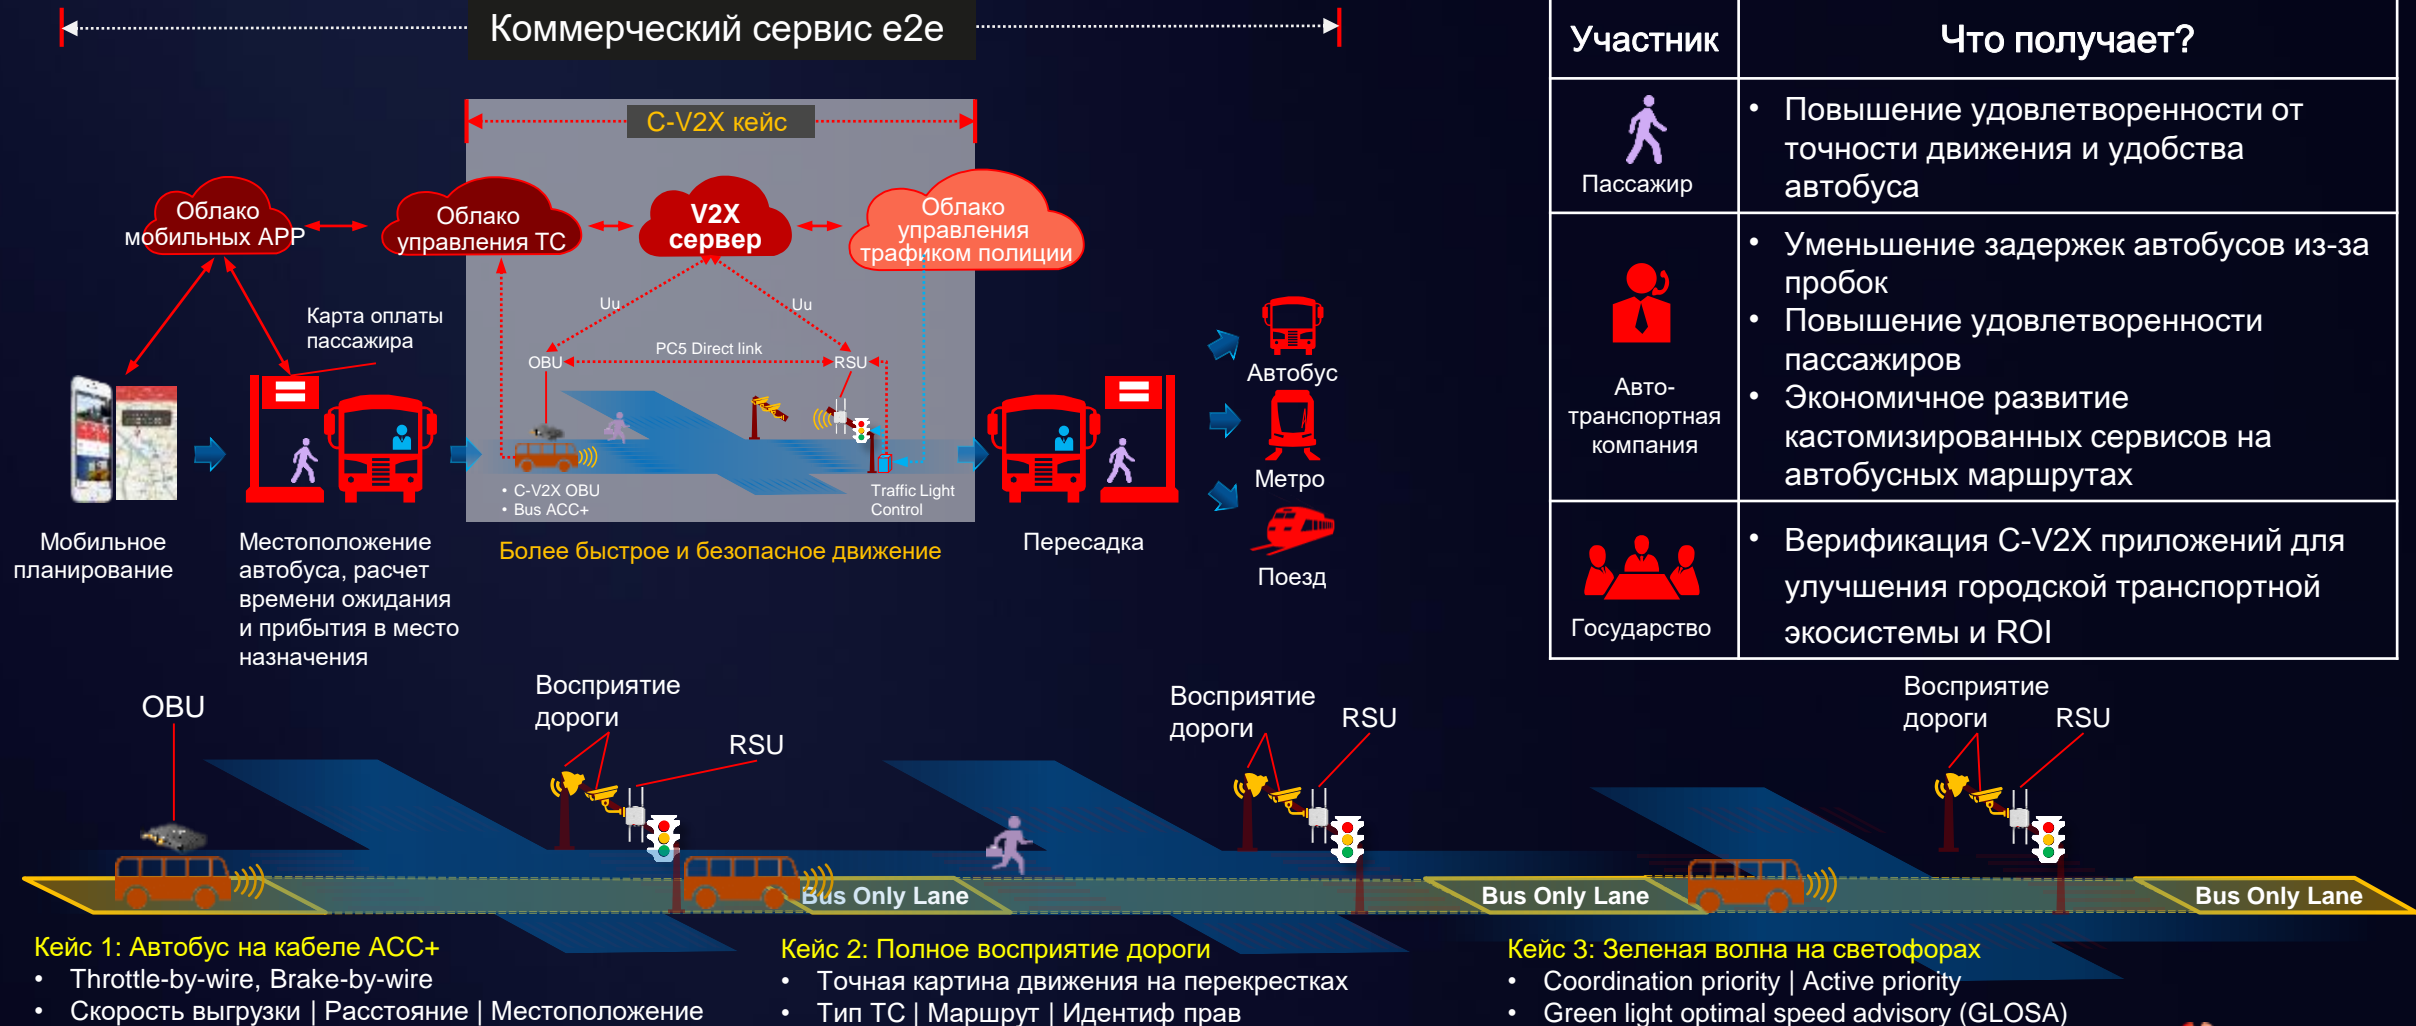 Коммерческий сервис e2e
C-V2X кейс
Облако
мобильных APP
Облако
управления ТС
V2X
сервер
Облако
управления
трафиком полиции
Uu
Uu
Карта оплаты
пассажира
OBU
PC5 Direct link
RSU
• C-V2X OBU
• Bus ACC+
Traffic Light
Control
Автобус
Метро
Поезд
Мобильное
планирование
Местоположение
автобуса, расчет
времени ожидания
и прибытия в место
назначения
Более быстрое и безопасное движение
Пересадка
Участник
Что получает?
Пассажир
• Повышение удовлетворенности от
точности движения и удобства
автобуса
Авто-
транспортная
компания
• Уменьшение задержек автобусов из-за
пробок
• Повышение удовлетворенности
пассажиров
• Экономичное развитие
кастомизированных сервисов на
автобусных маршрутах
Государство
• Верификация C-V2X приложений для
улучшения городской транспортной
экосистемы и ROI
OBU
Восприятие
дороги
RSU
Восприятие
дороги
RSU
Восприятие
дороги
RSU
Bus Only Lane
Bus Only Lane
Bus Only Lane
Кейс 1: Автобус на кабеле ACC+
• Throttle-by-wire, Brake-by-wire
• Скорость выгрузки | Расстояние | Местоположение
Кейс 2: Полное восприятие дороги
• Точная картина движения на перекрестках
• Тип ТС | Маршрут | Идентиф прав
Кейс 3: Зеленая волна на светофорах
• Coordination priority | Active priority
• Green light optimal speed advisory (GLOSA)